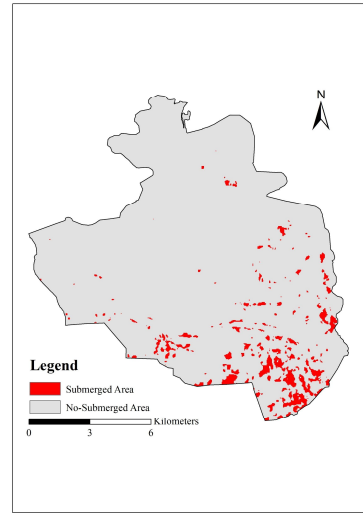 N
Legend
Submerged Area
No-Submerged Area
Kilometers
0 3 6